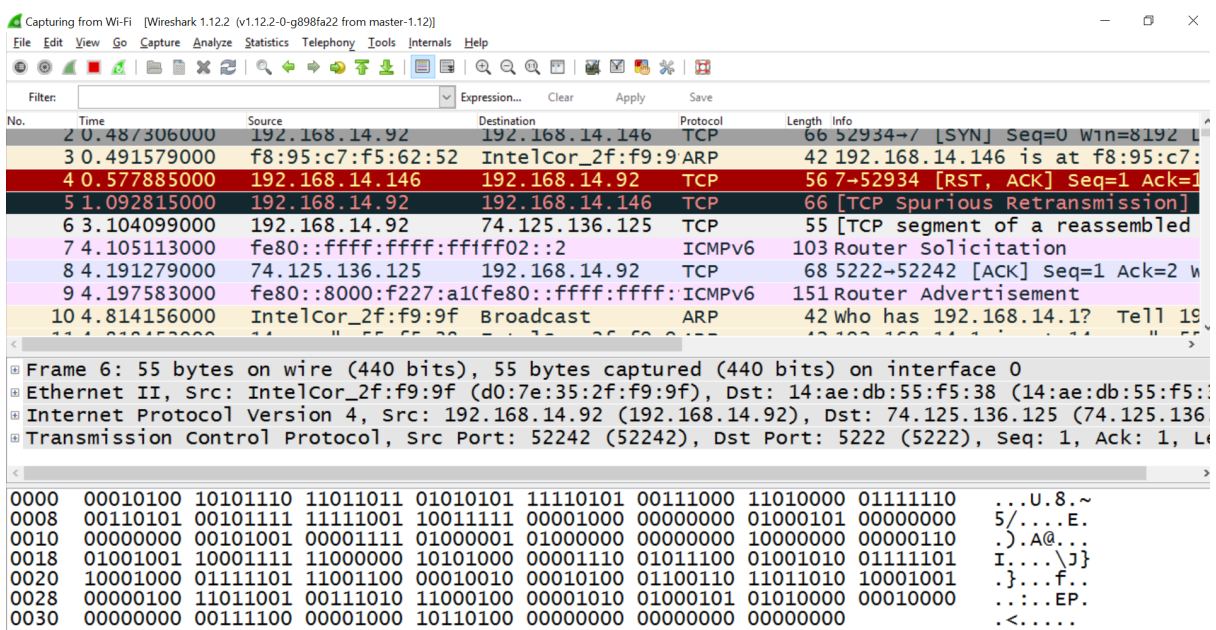 Capturing from Wi-Fi [Wireshark 1.12.2 (v1.12.2-0-g898fa22 from master-1.12)]
File Edit View Go Capture Analyze Statistics Telephony Tools Internals Help
Filter: Expression... Clear Apply Save
No. Time Source Destination Protocol Length Info
2 0.487306000 192.168.14.92 192.168.14.146 TCP 66 52934→7 [SYN] Seq=0 Win=8192 L
3 0.491579000 f8:95:c7:f5:62:52 IntelCor_2f:f9:9 ARP 42 192.168.14.146 is at f8:95:c7:
4 0.577885000 192.168.14.146 192.168.14.92 TCP 56 7→52934 [RST, ACK] Seq=1 Ack=1
5 1.092815000 192.168.14.92 192.168.14.146 TCP 66 [TCP Spurious Retransmission]
6 3.104099000 192.168.14.92 74.125.136.125 TCP 55 [TCP segment of a reassembled
7 4.105113000 fe80::ffff:ffff:ff ff02::2 ICMPv6 103 Router Solicitation
8 4.191279000 74.125.136.125 192.168.14.92 TCP 68 5222→52242 [ACK] Seq=1 Ack=2 W
9 4.197583000 fe80::8000:f227:a1 fe80::ffff:ffff: ICMPv6 151 Router Advertisement
10 4.814156000 IntelCor_2f:f9:9f Broadcast ARP 42 Who has 192.168.14.1? Tell 19
Frame 6: 55 bytes on wire (440 bits), 55 bytes captured (440 bits) on interface 0
Ethernet II, Src: IntelCor_2f:f9:9f (d0:7e:35:2f:f9:9f), Dst: 14:ae:db:55:f5:38 (14:ae:db:55:f5:
Internet Protocol Version 4, Src: 192.168.14.92 (192.168.14.92), Dst: 74.125.136.125 (74.125.136.
Transmission Control Protocol, Src Port: 52242 (52242), Dst Port: 5222 (5222), Seq: 1, Ack: 1, Le
0000 00010100 10101110 11011011 01010101 11110101 00111000 11010000 01111110 ...U.8.~
0008 00110101 00101111 11111001 10011111 00001000 00000000 01000101 00000000 5/....E.
0010 00000000 00101001 00001111 01000001 01000000 00000000 10000000 00000110 .).A@...
0018 01001001 10001111 11000000 10101000 00001110 01011100 01001010 01111101 I....\J}
0020 10001000 01111101 11001100 00010010 00010100 01100110 11011010 10001001 .}...f..
0028 00000100 11011001 00111010 11000100 00001010 01000101 01010000 00010000 ..:..EP.
0030 00000000 00111100 00001000 10110100 00000000 00000000 00000000 .<.....